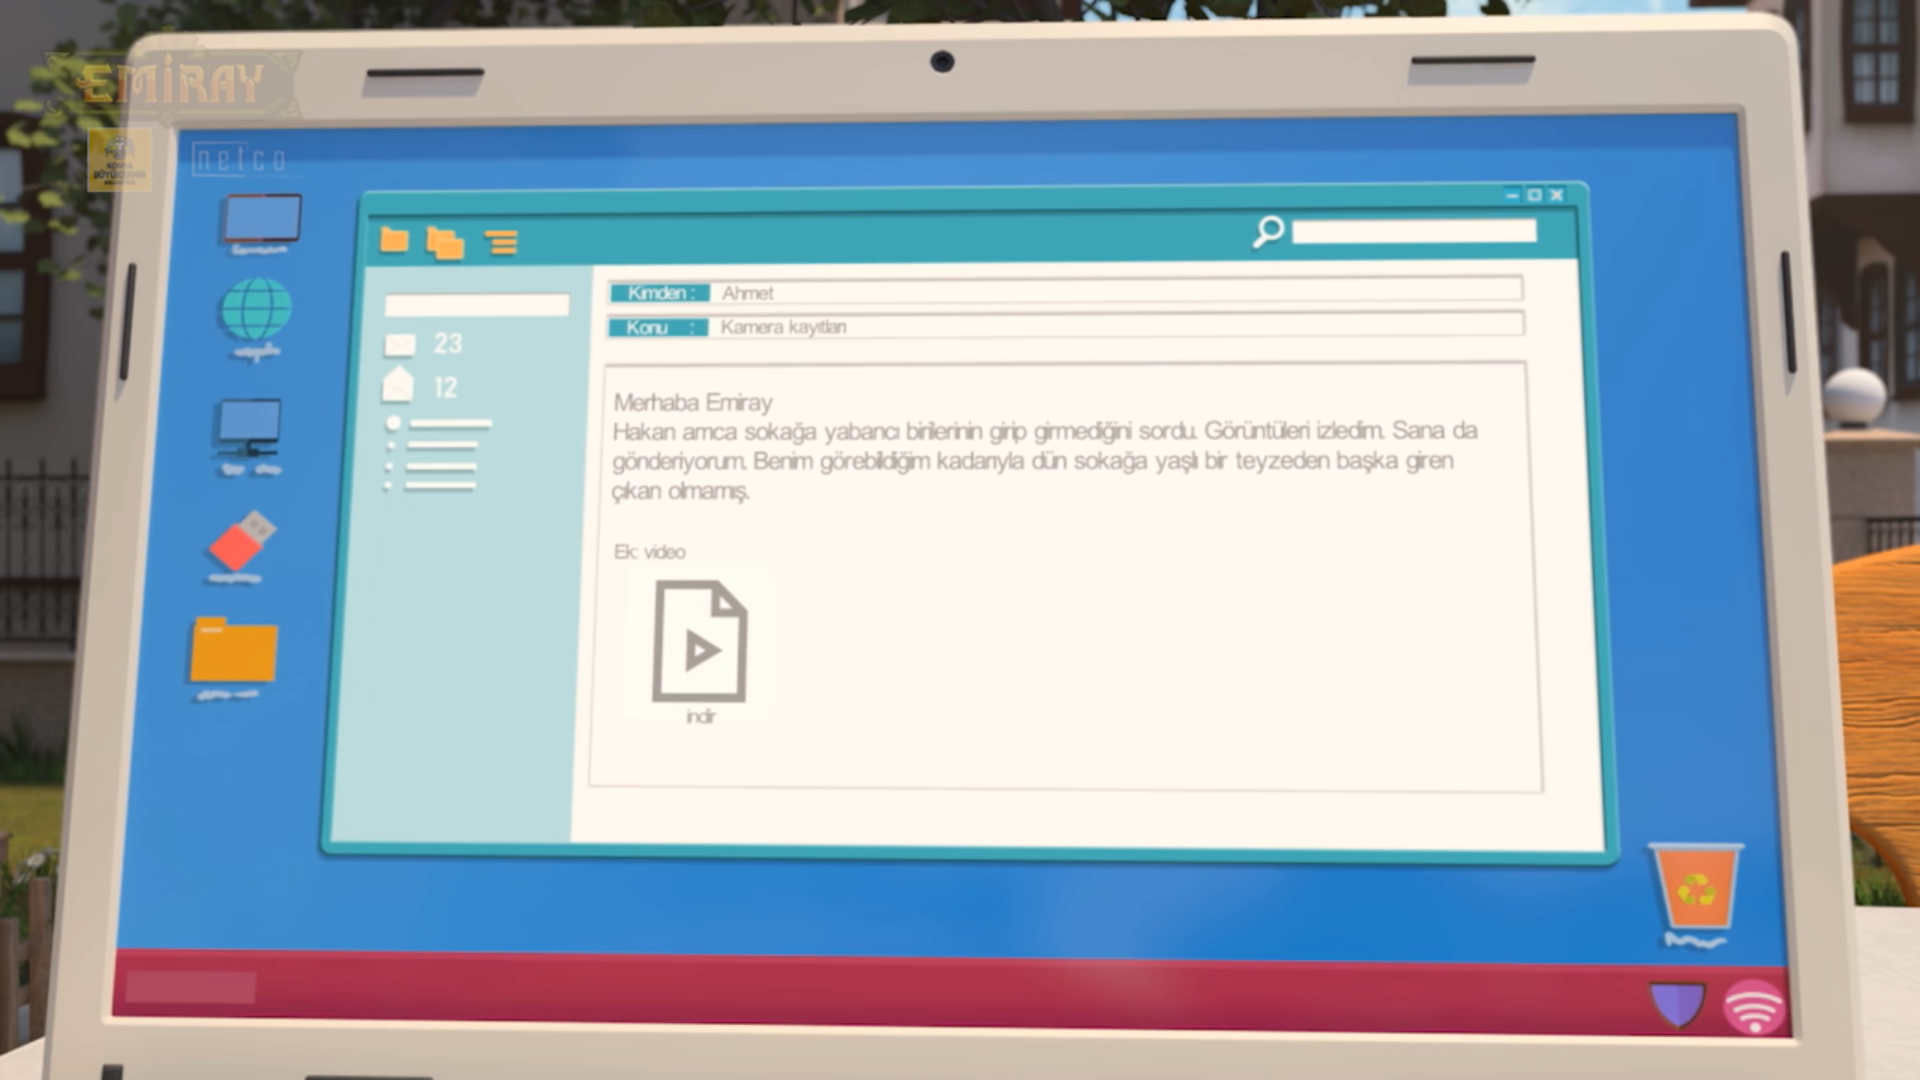 EMİRAY
KONYA
BÜYÜKŞEHİR
netco
23
12
Kimden : Ahmet
Konu : Kamera kayıtları
Merhaba Emiray
Hakan amca sokağa yabancı birilerinin girip girmediğini sordu. Görüntüleri izledim. Sana da
gönderiyorum. Benim görebildiğim kadarıyla dün sokağa yaşlı bir teyzeden başka giren
çıkan olmamış.
Ek: video
indir